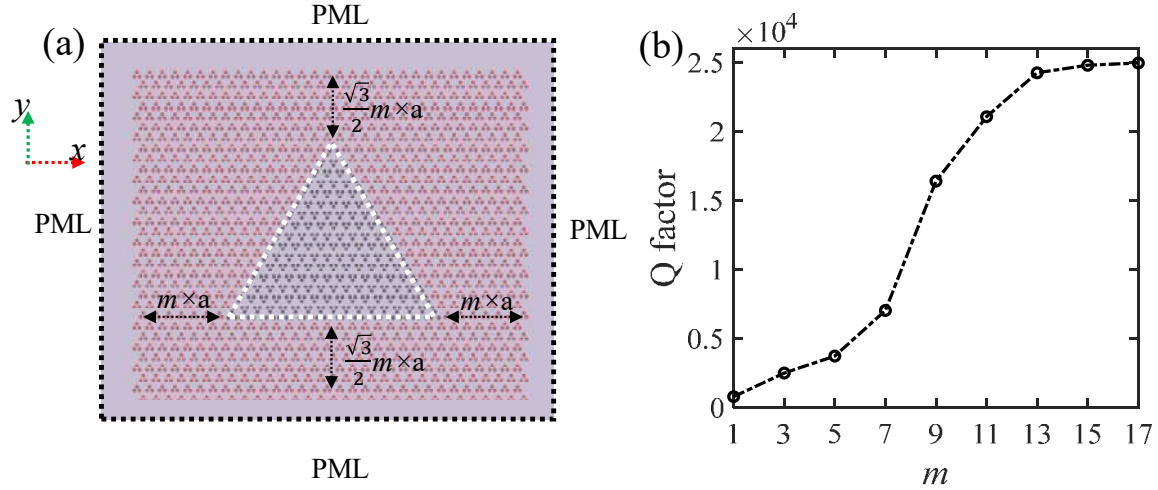 (a)
PML
y
x
PML
PML
√3/2 m×a
m×a
m×a
√3/2 m×a
PML
(b)
×10⁴
2.5
2
1.5
1
0.5
0
Q factor
1 3 5 7 9 11 13 15 17
m